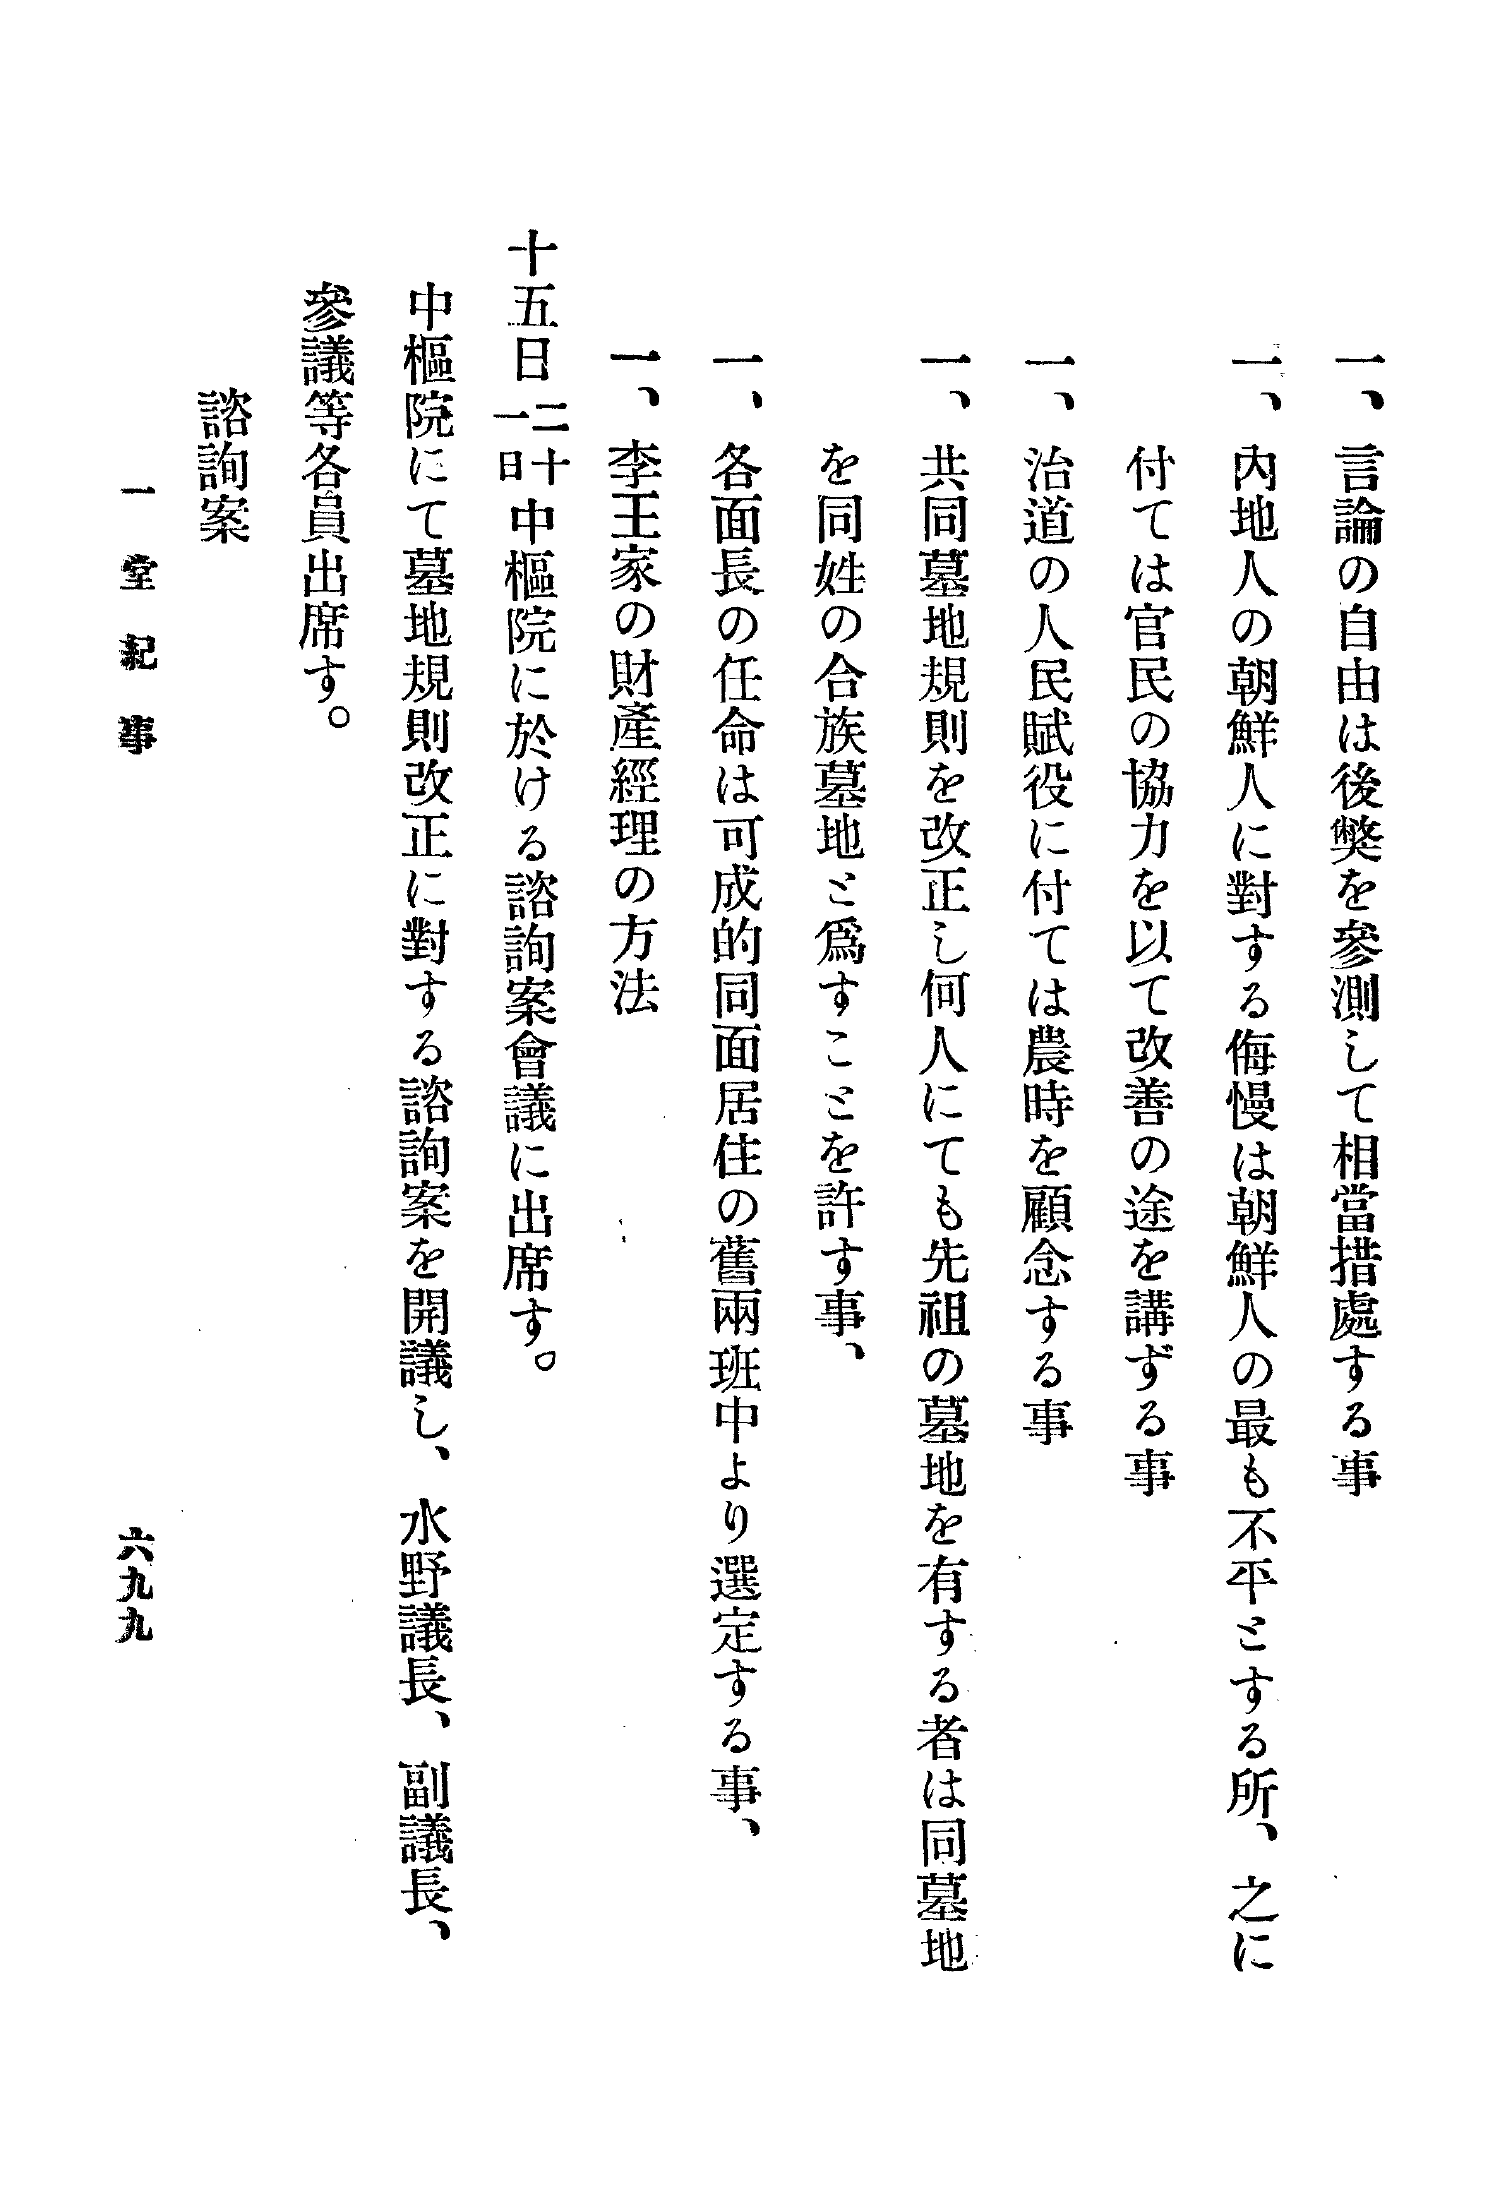 一、言論の自由は後弊を參測して相當措處する事
一、內地人の朝鮮人に對する侮慢は朝鮮人の最も不平とする所、之に
付ては官民の協力を以て改善の途を講ずる事
一、治道の人民賦役に付ては農時を顧念する事
一、共同墓地規則を改正し何人にても先祖の墓地を有する者は同墓地
を同姓の合族墓地と爲すことを許す事、
一、各面長の任命は可成的同面居住の舊兩班中より選定する事、
一、李王家の財產經理の方法
十五日二十一日中樞院に於ける諮詢案會議に出席す。
中樞院にて墓地規則改正に對する諮詢案を開議し、水野議長、副議長、
參議等各員出席す。
諮詢案
一堂紀事
六九九